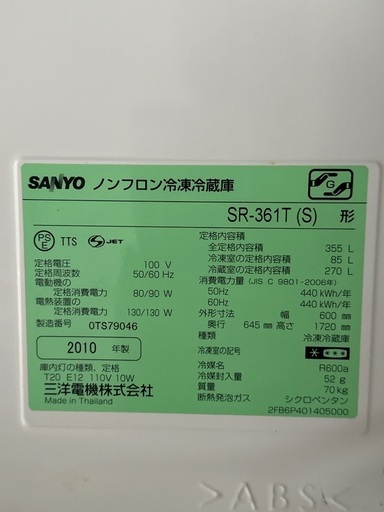 SANYO ノンフロン冷凍冷蔵庫
SR-361T (S) 形
G
PS E TTS S JET
定格電圧 100 V
定格周波数 50/60 Hz
電動機の
定格消費電力 80/90 W
電熱装置の
定格消費電力 130/130 W
製造番号 0TS79046
2010 年製
庫内灯の種類、定格
T20 E12 110V 10W
三洋電機株式会社
Made in Thailand
定格内容積
全定格内容積 355 L
冷凍室の定格内容積 85 L
冷蔵室の定格内容積 270 L
消費電力量(JIS C 9801-2006年)
50Hz 440 kWh/年
60Hz 440 kWh/年
外形寸法 幅 600 mm
奥行 645 mm 高さ 1720 mm
種類 冷凍冷蔵庫
冷凍室の記号
冷媒名 R600a
冷媒封入量 52 g
質量 70 kg
断熱発泡ガス シクロペンタン
2FB6P401405000
>ABS<